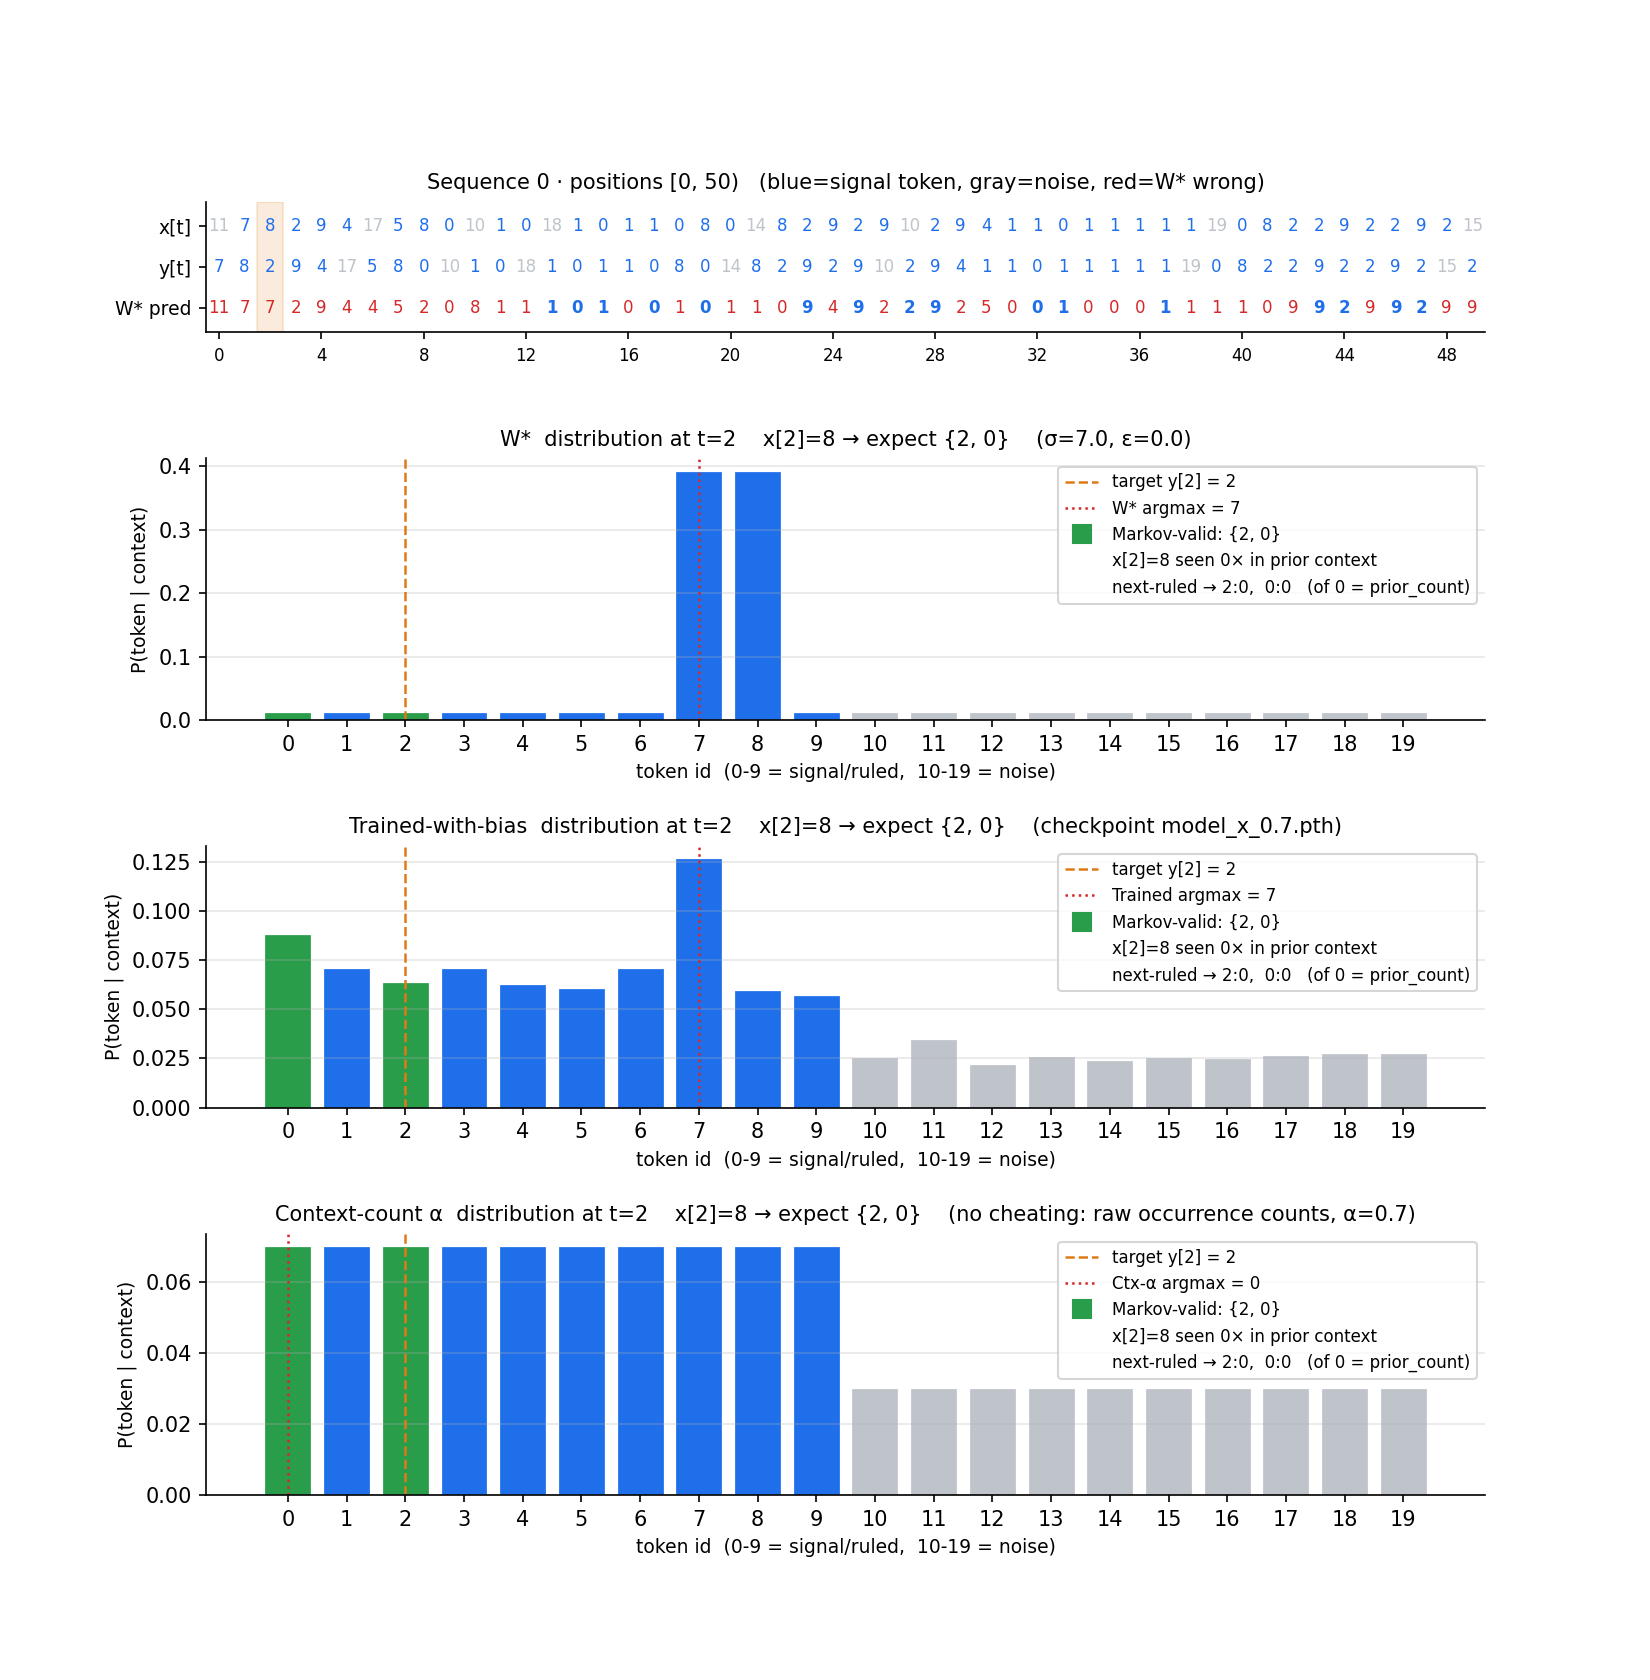 Sequence 0 · positions [0, 50)   (blue=signal token, gray=noise, red=W* wrong)
x[t] 11 7 8 2 9 4 17 5 8 0 10 1 0 18 1 0 1 1 0 8 0 14 8 2 9 2 9 10 2 9 4 1 1 0 1 1 1 1 1 19 0 8 2 2 9 2 2 9 2 15
y[t] 7 8 2 9 4 17 5 8 0 10 1 0 18 1 0 1 1 0 8 0 14 8 2 9 2 9 10 2 9 4 1 1 0 1 1 1 1 1 19 0 8 2 2 9 2 2 9 2 15 2
W* pred 11 7 7 2 9 4 4 5 2 0 8 1 1 1 0 1 0 0 1 0 1 1 0 9 4 9 2 2 9 2 5 0 0 1 0 0 0 1 1 1 1 0 9 9 2 9 9 2 9 9
0 4 8 12 16 20 24 28 32 36 40 44 48
W*  distribution at t=2    x[2]=8 → expect {2, 0}    (σ=7.0, ε=0.0)
P(token | context)
0.4
0.3
0.2
0.1
0.0
target y[2] = 2
W* argmax = 7
Markov-valid: {2, 0}
x[2]=8 seen 0× in prior context
next-ruled → 2:0,  0:0   (of 0 = prior_count)
0 1 2 3 4 5 6 7 8 9 10 11 12 13 14 15 16 17 18 19
token id  (0-9 = signal/ruled,  10-19 = noise)
Trained-with-bias  distribution at t=2    x[2]=8 → expect {2, 0}    (checkpoint model_x_0.7.pth)
P(token | context)
0.125
0.100
0.075
0.050
0.025
0.000
target y[2] = 2
Trained argmax = 7
Markov-valid: {2, 0}
x[2]=8 seen 0× in prior context
next-ruled → 2:0,  0:0   (of 0 = prior_count)
0 1 2 3 4 5 6 7 8 9 10 11 12 13 14 15 16 17 18 19
token id  (0-9 = signal/ruled,  10-19 = noise)
Context-count α  distribution at t=2    x[2]=8 → expect {2, 0}    (no cheating: raw occurrence counts, α=0.7)
P(token | context)
0.06
0.04
0.02
0.00
target y[2] = 2
Ctx-α argmax = 0
Markov-valid: {2, 0}
x[2]=8 seen 0× in prior context
next-ruled → 2:0,  0:0   (of 0 = prior_count)
0 1 2 3 4 5 6 7 8 9 10 11 12 13 14 15 16 17 18 19
token id  (0-9 = signal/ruled,  10-19 = noise)